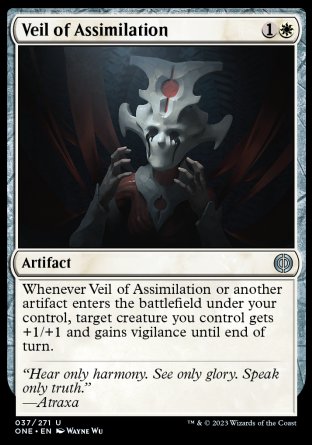 Veil of Assimilation 1
Artifact
Whenever Veil of Assimilation or another
artifact enters the battlefield under your
control, target creature you control gets
+1/+1 and gains vigilance until end of
turn.
“Hear only harmony. See only glory. Speak
only truth.”
—Atraxa
037/271 U
ONE • EN Wayne Wu
™ & © 2023 Wizards of the Coast